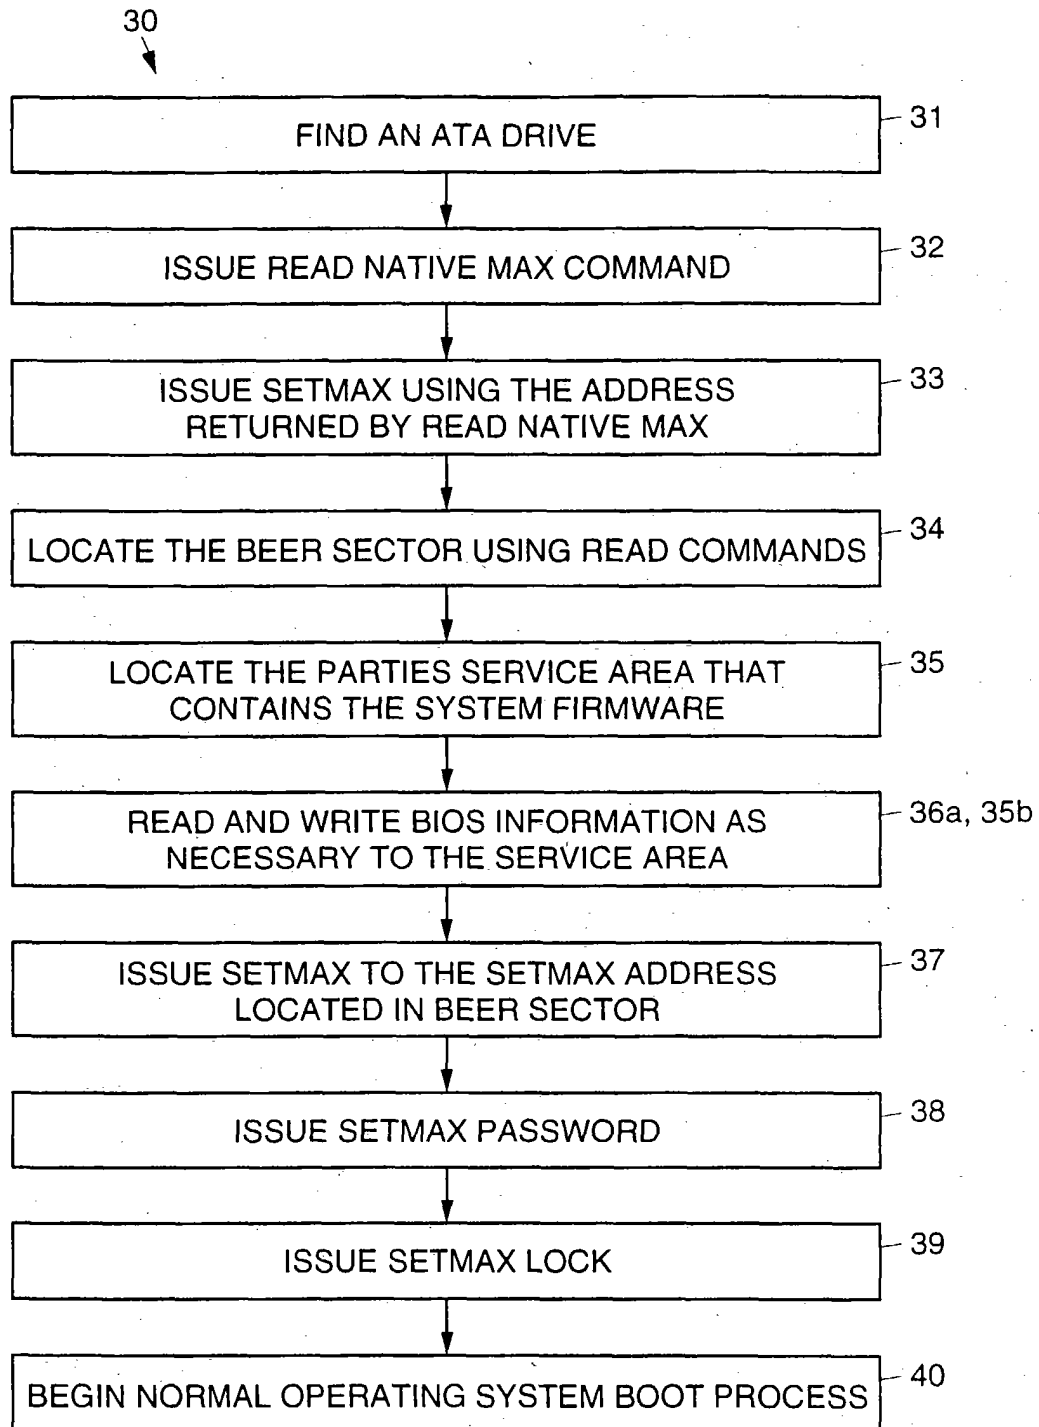 30
FIND AN ATA DRIVE
31
ISSUE READ NATIVE MAX COMMAND
32
ISSUE SETMAX USING THE ADDRESS
RETURNED BY READ NATIVE MAX
33
LOCATE THE BEER SECTOR USING READ COMMANDS
34
LOCATE THE PARTIES SERVICE AREA THAT
CONTAINS THE SYSTEM FIRMWARE
35
READ AND WRITE BIOS INFORMATION AS
NECESSARY TO THE SERVICE AREA
36a, 35b
ISSUE SETMAX TO THE SETMAX ADDRESS
LOCATED IN BEER SECTOR
37
ISSUE SETMAX PASSWORD
38
ISSUE SETMAX LOCK
39
BEGIN NORMAL OPERATING SYSTEM BOOT PROCESS
40